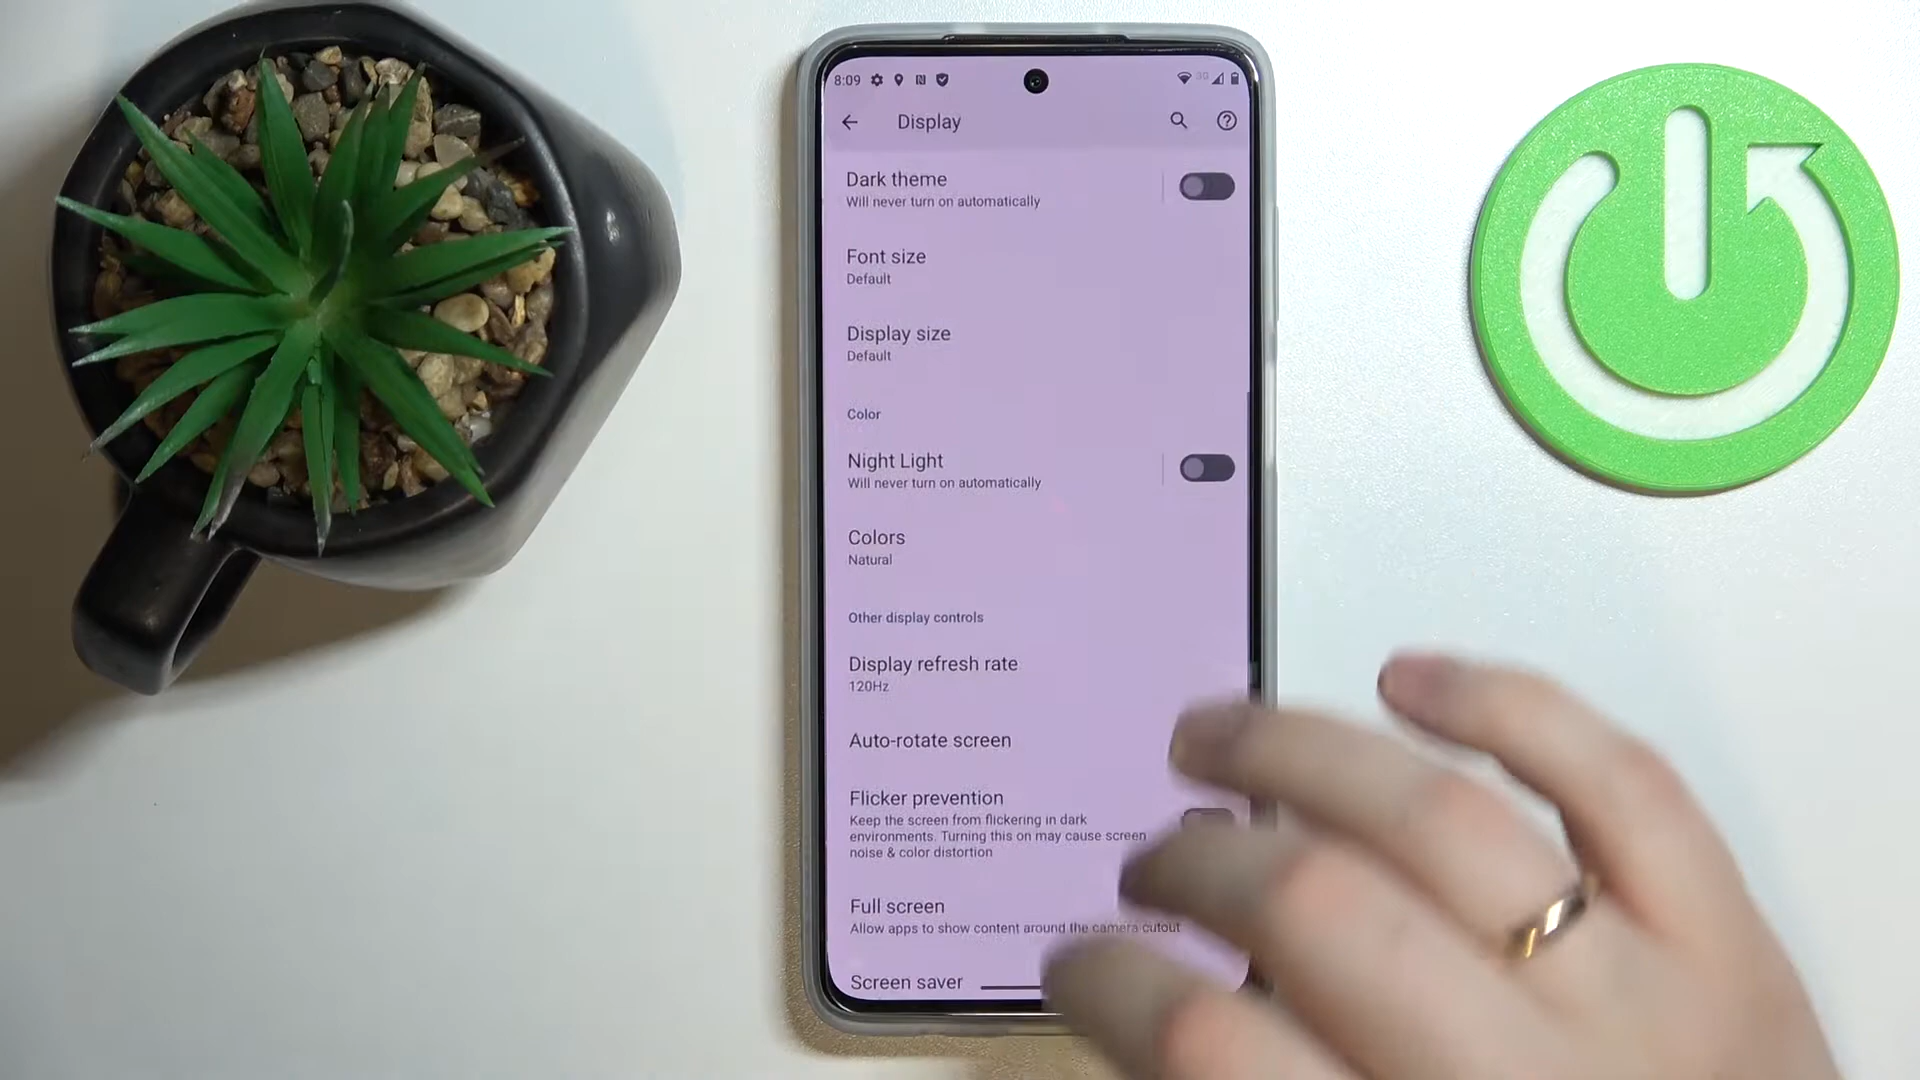 8:09
3G
Display
Dark theme
Will never turn on automatically
Font size
Default
Display size
Default
Color
Night Light
Will never turn on automatically
Colors
Natural
Other display controls
Display refresh rate
120Hz
Auto-rotate screen
Flicker prevention
Keep the screen from flickering in dark
environments. Turning this on may cause screen
noise & color distortion
Full screen
Allow apps to show content around the camera cutout
Screen saver